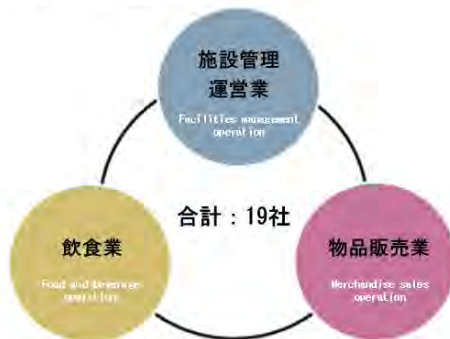 施設管理
運営業
Facilities management
operation
合計：19社
飲食業
Food and beverage
operation
物品販売業
Merchandise sales
operation